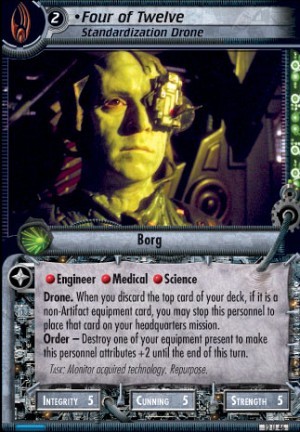 2
•Four of Twelve
Standardization Drone
Borg
Engineer Medical Science
Drone. When you discard the top card of your deck, if it is a
non-Artifact equipment card, you may stop this personnel to
place that card on your headquarters mission.
Order – Destroy one of your equipment present to make
this personnel attributes +2 until the end of this turn.
Task: Monitor acquired technology. Repurpose.
Integrity 5 Cunning 5 Strength 5